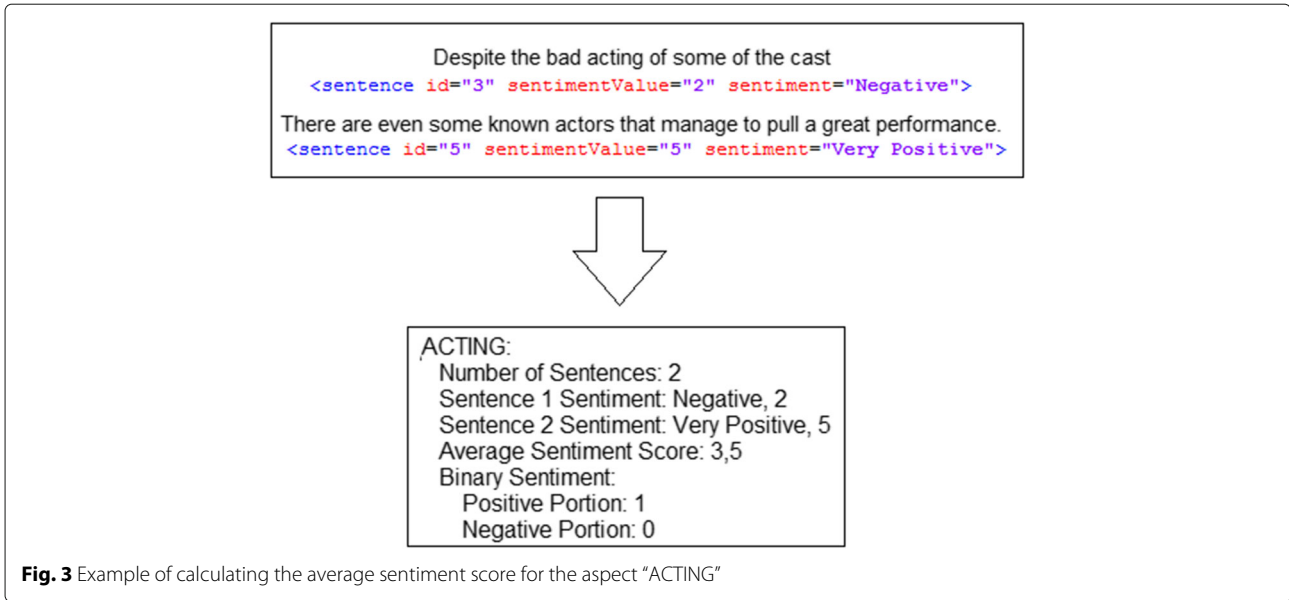 Despite the bad acting of some of the cast
<sentence id="3" sentimentValue="2" sentiment="Negative">
There are even some known actors that manage to pull a great performance.
<sentence id="5" sentimentValue="5" sentiment="Very Positive">
ACTING:
Number of Sentences: 2
Sentence 1 Sentiment: Negative, 2
Sentence 2 Sentiment: Very Positive, 5
Average Sentiment Score: 3,5
Binary Sentiment:
Positive Portion: 1
Negative Portion: 0
Fig. 3 Example of calculating the average sentiment score for the aspect “ACTING”